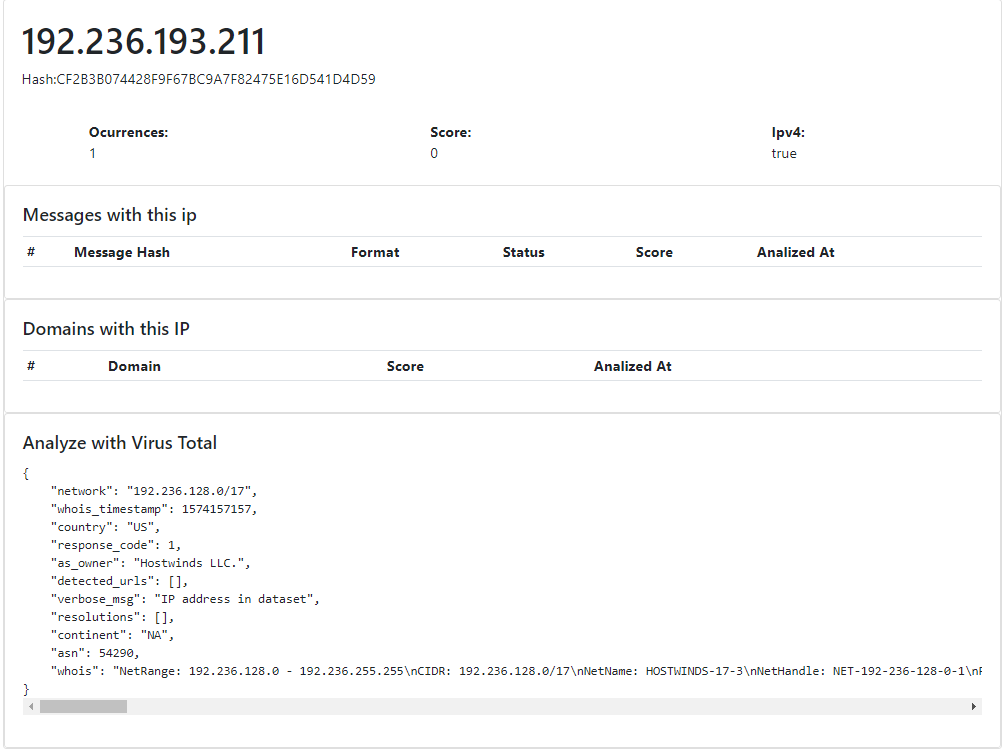 192.236.193.211
Hash:CF2B3B074428F9F67BC9A7F82475E16D541D4D59
Ocurrences: Score: Ipv4:
1 0 true
Messages with this ip
# Message Hash Format Status Score Analized At
Domains with this IP
# Domain Score Analized At
Analyze with Virus Total
{
"network": "192.236.128.0/17",
"whois_timestamp": 1574157157,
"country": "US",
"response_code": 1,
"as_owner": "Hostwinds LLC.",
"detected_urls": [],
"verbose_msg": "IP address in dataset",
"resolutions": [],
"continent": "NA",
"asn": 54290,
"whois": "NetRange: 192.236.128.0 - 192.236.255.255\nCIDR: 192.236.128.0/17\nNetName: HOSTWINDS-17-3\nNetHandle: NET-192-236-128-0-1\n
}